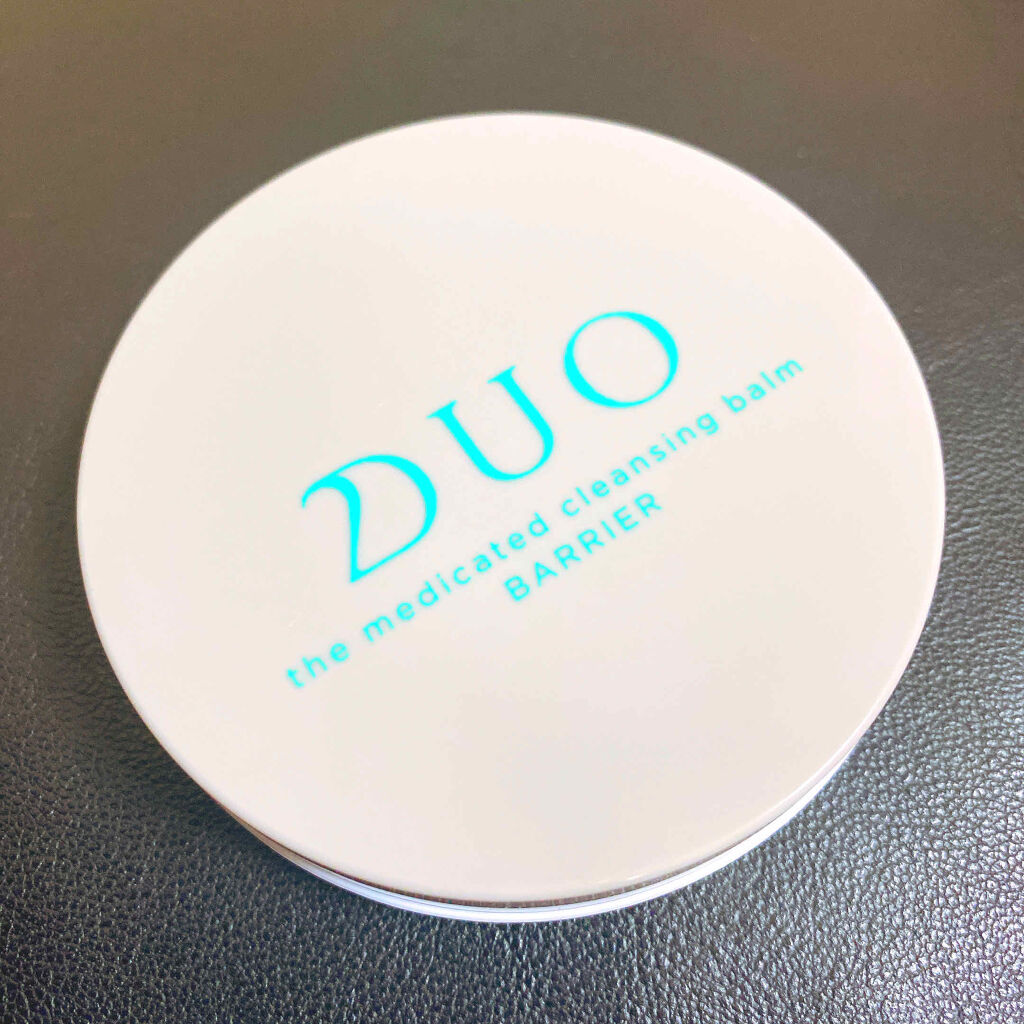 DUO
the medicated cleansing balm
BARRIER